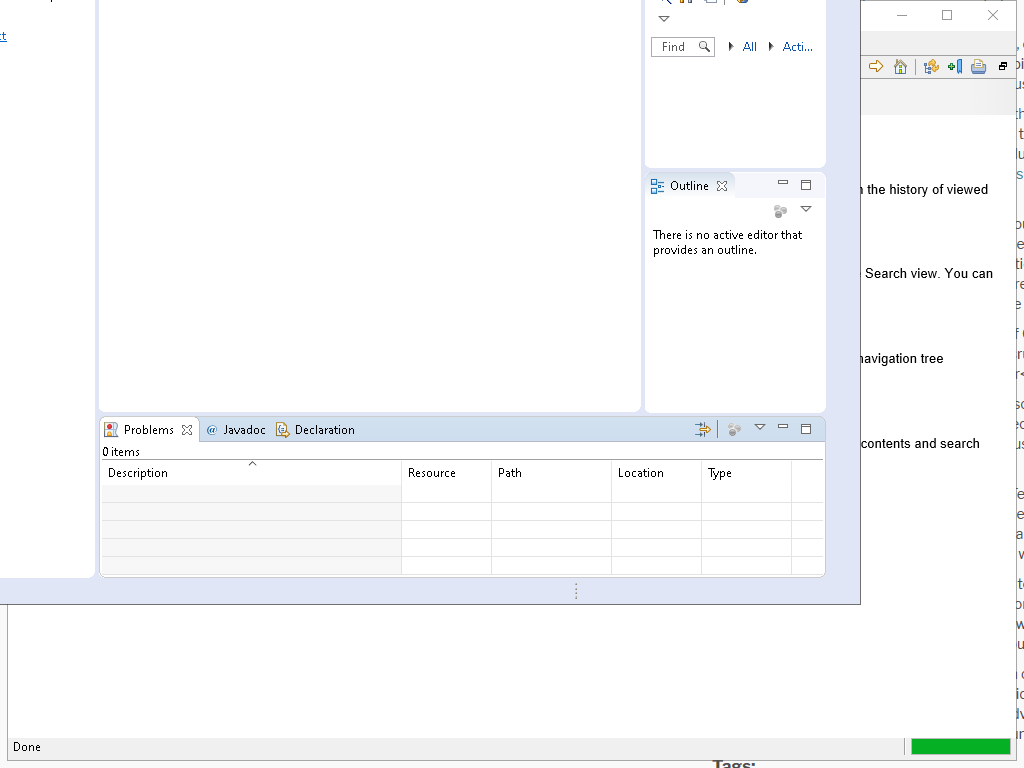 Find
All
Acti...
Outline
There is no active editor that
provides an outline.
the history of viewed
Search view. You can
navigation tree
contents and search
Problems
Javadoc
Declaration
0 items
Description
Resource
Path
Location
Type
Done
Tags: